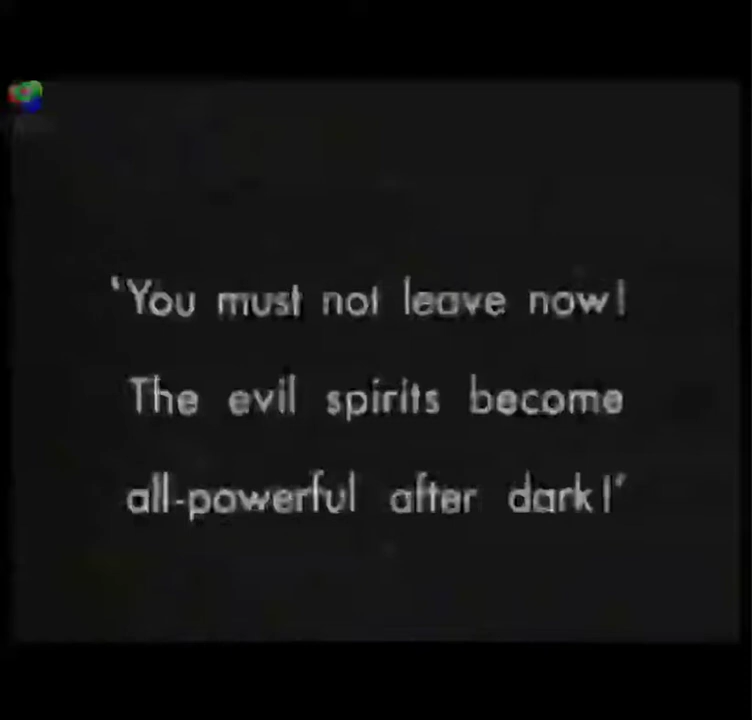 ‘You must not leave now!
The evil spirits become
all-powerful after dark!’